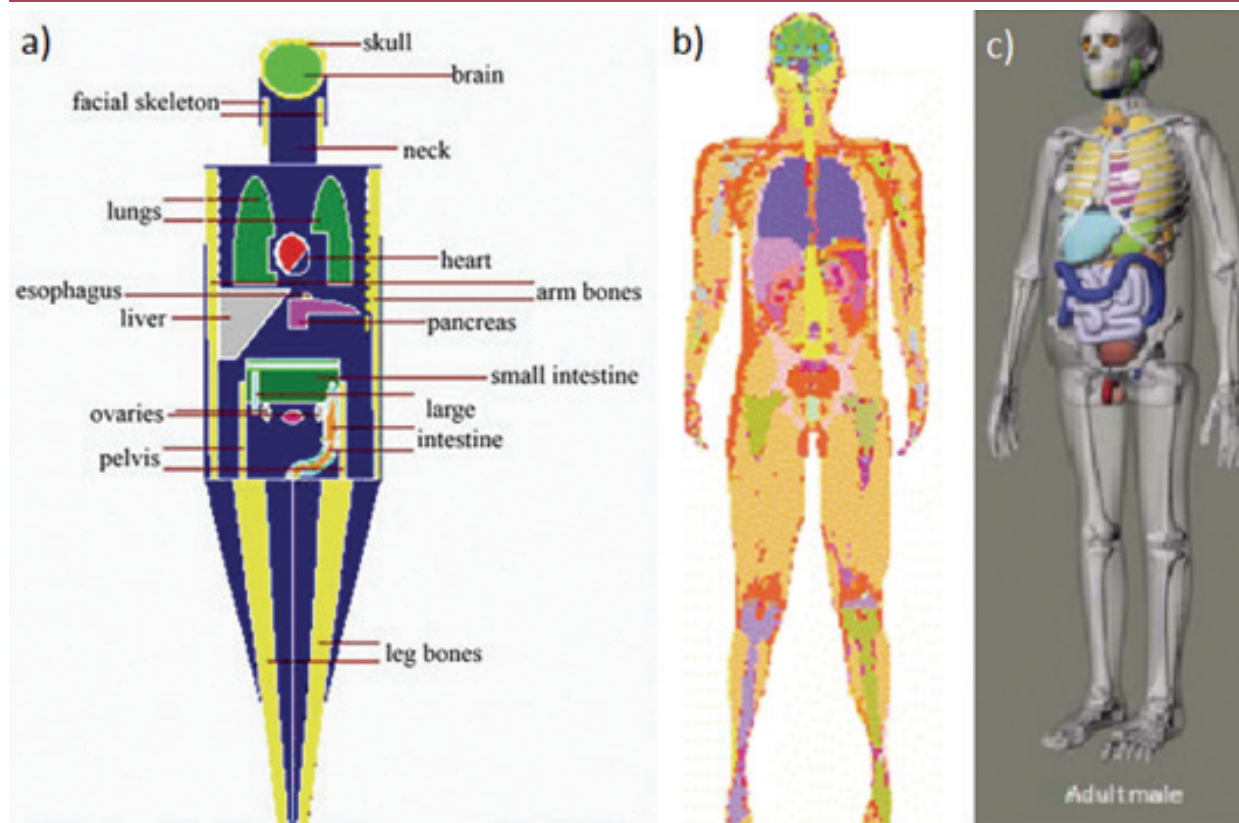 a)
skull
brain
facial skeleton
neck
lungs
heart
esophagus
arm bones
liver
pancreas
small intestine
ovaries
large
intestine
pelvis
leg bones
b)
c)
Adult male